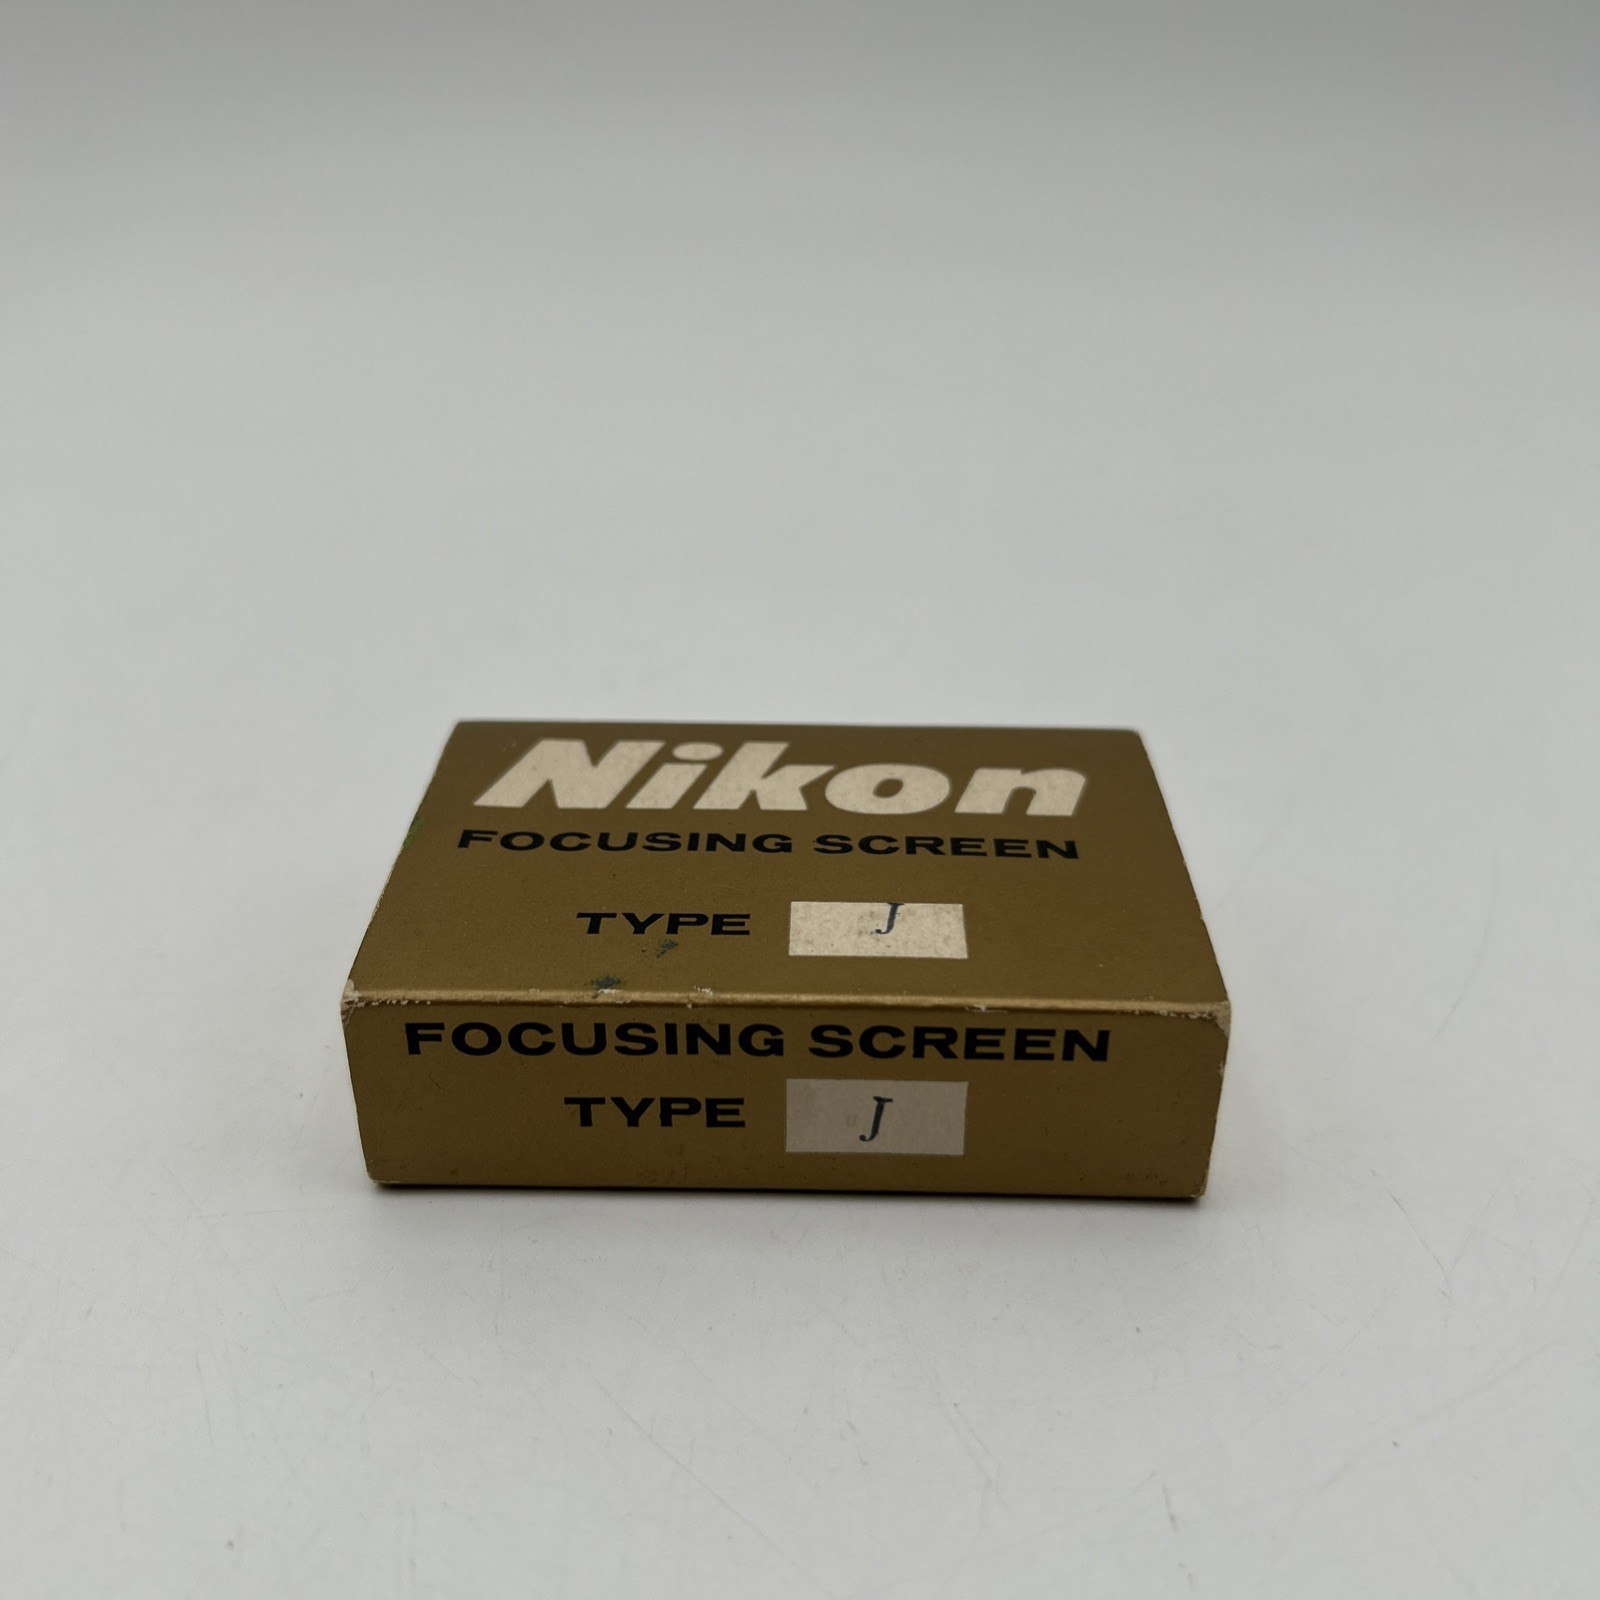 Nikon
FOCUSING SCREEN
TYPE J
FOCUSING SCREEN
TYPE J